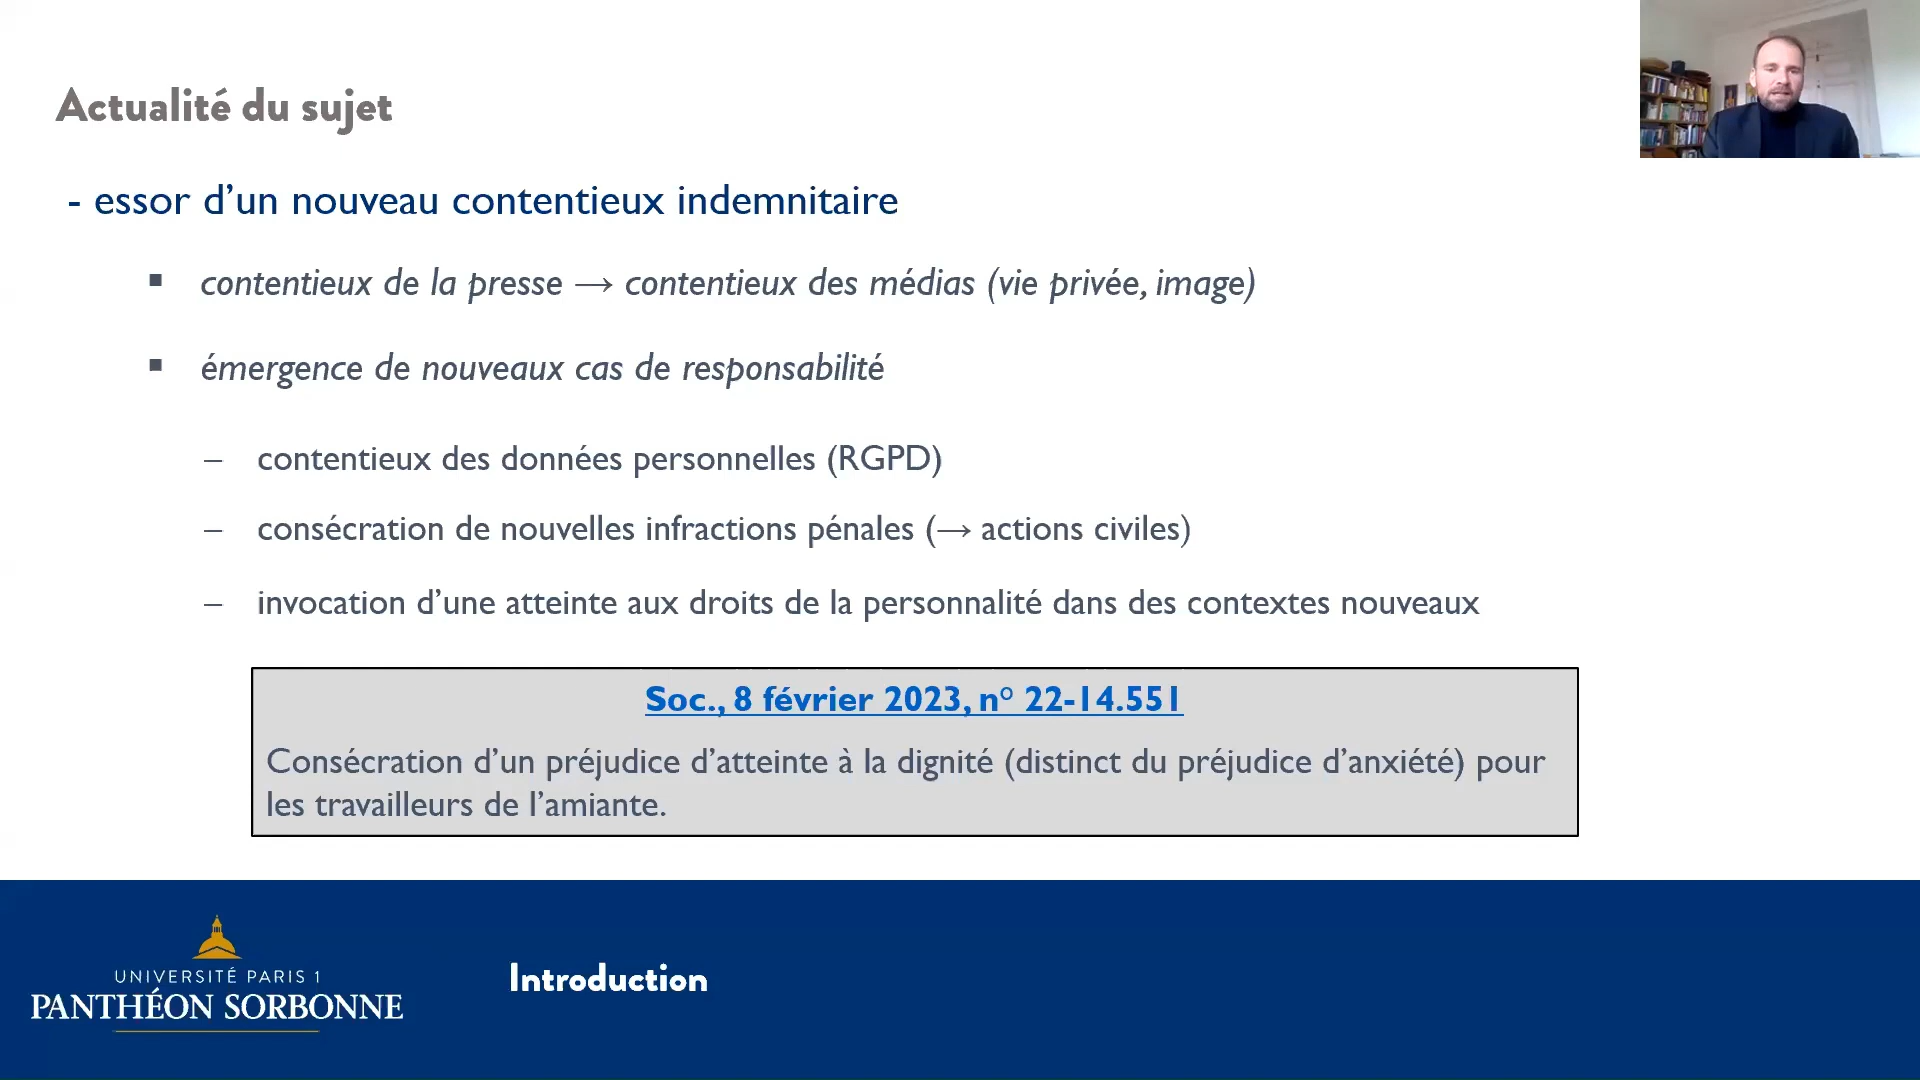 Actualité du sujet
- essor d’un nouveau contentieux indemnitaire
▪ contentieux de la presse → contentieux des médias (vie privée, image)
▪ émergence de nouveaux cas de responsabilité
– contentieux des données personnelles (RGPD)
– consécration de nouvelles infractions pénales (→ actions civiles)
– invocation d’une atteinte aux droits de la personnalité dans des contextes nouveaux
Soc., 8 février 2023, n° 22-14.551
Consécration d’un préjudice d’atteinte à la dignité (distinct du préjudice d’anxiété) pour
les travailleurs de l’amiante.
UNIVERSITÉ PARIS 1
PANTHÉON SORBONNE
Introduction